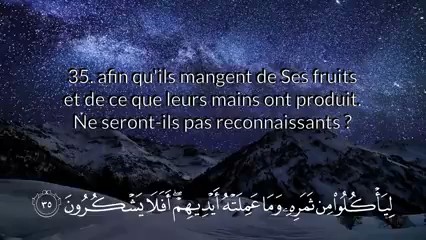 35. afin qu'ils mangent de Ses fruits
et de ce que leurs mains ont produit.
Ne seront-ils pas reconnaissants ?
لِيَأْكُلُوا۟ مِن ثَمَرِهِۦ وَمَا عَمِلَتْهُ أَيْدِيهِمْ ۖ أَفَلَا يَشْكُرُونَ ٣٥